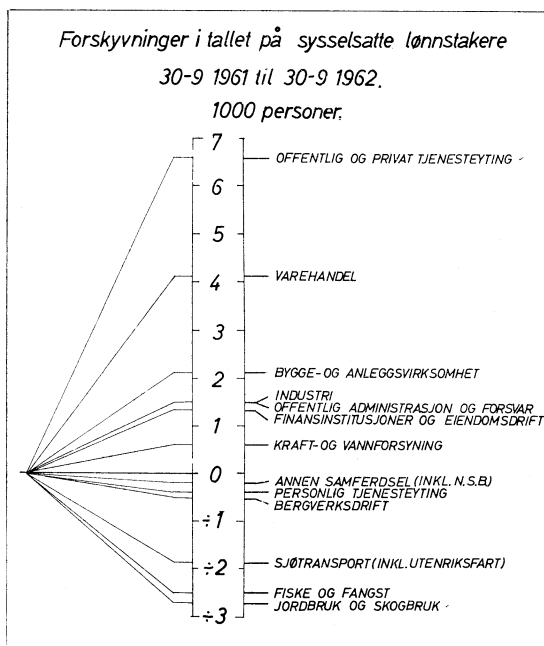 Forskyvninger i tallet på sysselsatte lønnstakere
30-9 1961 til 30-9 1962.
1000 personer.
7
OFFENTLIG OG PRIVAT TJENESTEYTING
6
5
4
VAREHANDEL
3
2
BYGGE- OG ANLEGGSVIRKSOMHET
INDUSTRI
OFFENTLIG ADMINISTRASJON OG FORSVAR
1
FINANSINSTITUSJONER OG EIENDOMSDRIFT
KRAFT- OG VANNFORSYNING
0
ANNEN SAMFERDSEL (INKL. N.S.B.)
PERSONLIG TJENESTEYTING
BERGVERKSDRIFT
÷1
÷2
SJØTRANSPORT (INKL. UTENRIKSFART)
FISKE OG FANGST
JORDBRUK OG SKOGBRUK
÷3